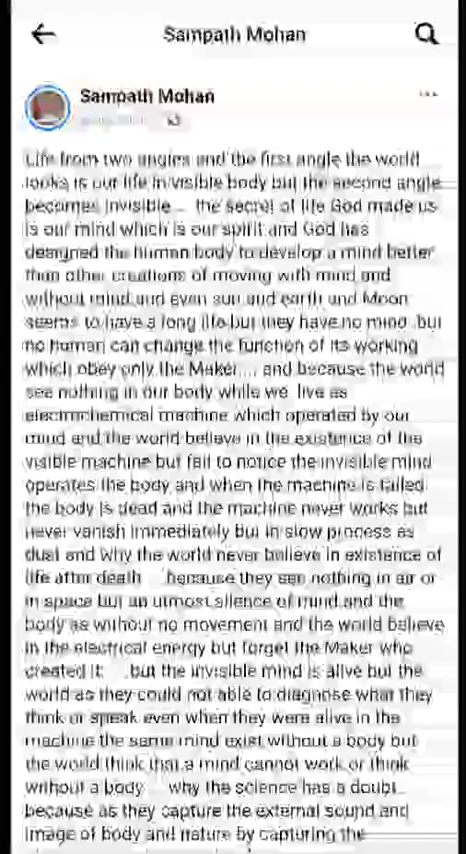 Sampath Mohan
Sampath Mohan
Life from two angles and the first angle the world
looks is our life in visible body but the second angle
becomes invisible... the secret of life God made us
is our mind which is our spirit and God has
designed the human body to develop a mind better
than other creations of moving with mind and
without mind and even sun and earth and Moon
seems to have a long life but they have no mind .but
no human can change the function of its working
which obey only the Maker.... and because the world
see nothing in our body while we live as
electrochemical machine which operated by our
mind and the world believe in the existence of the
visible machine but fail to notice the invisible mind
operates the body and when the machine is failed
the body is dead and the machine never works but
never vanish immediately but in slow process as
dust and why the world never believe in existence of
life after death ....because they see nothing in air or
in space but an utmost silence of mind and the
body as without no movement and the world believe
in the electrical energy but forget the Maker who
created it ....but the invisible mind is alive but the
world as they could not able to diagnose what they
think or speak even when they were alive in the
machine the same mind exist without a body but
the world think that a mind cannot work or think
without a body ... why the science has a doubt..
because as they capture the external sound and
image of body and nature by capturing the